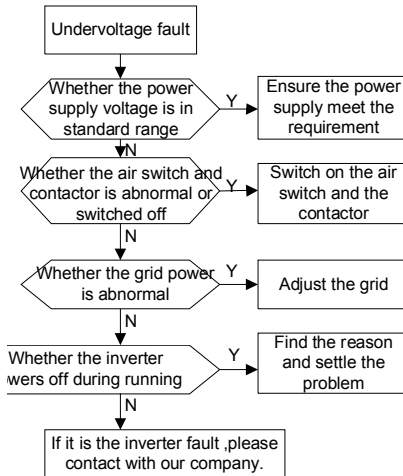 Undervoltage fault
Whether the power
supply voltage is in
standard range
Y
Ensure the power
supply meet the
requirement
N
Whether the air switch and
contactor is abnormal or
switched off
Y
Switch on the air
switch and the
contactor
N
Whether the grid power
is abnormal
Y
Adjust the grid
N
Whether the inverter
wers off during running
Y
Find the reason
and settle the
problem
N
If it is the inverter fault ,please
contact with our company.